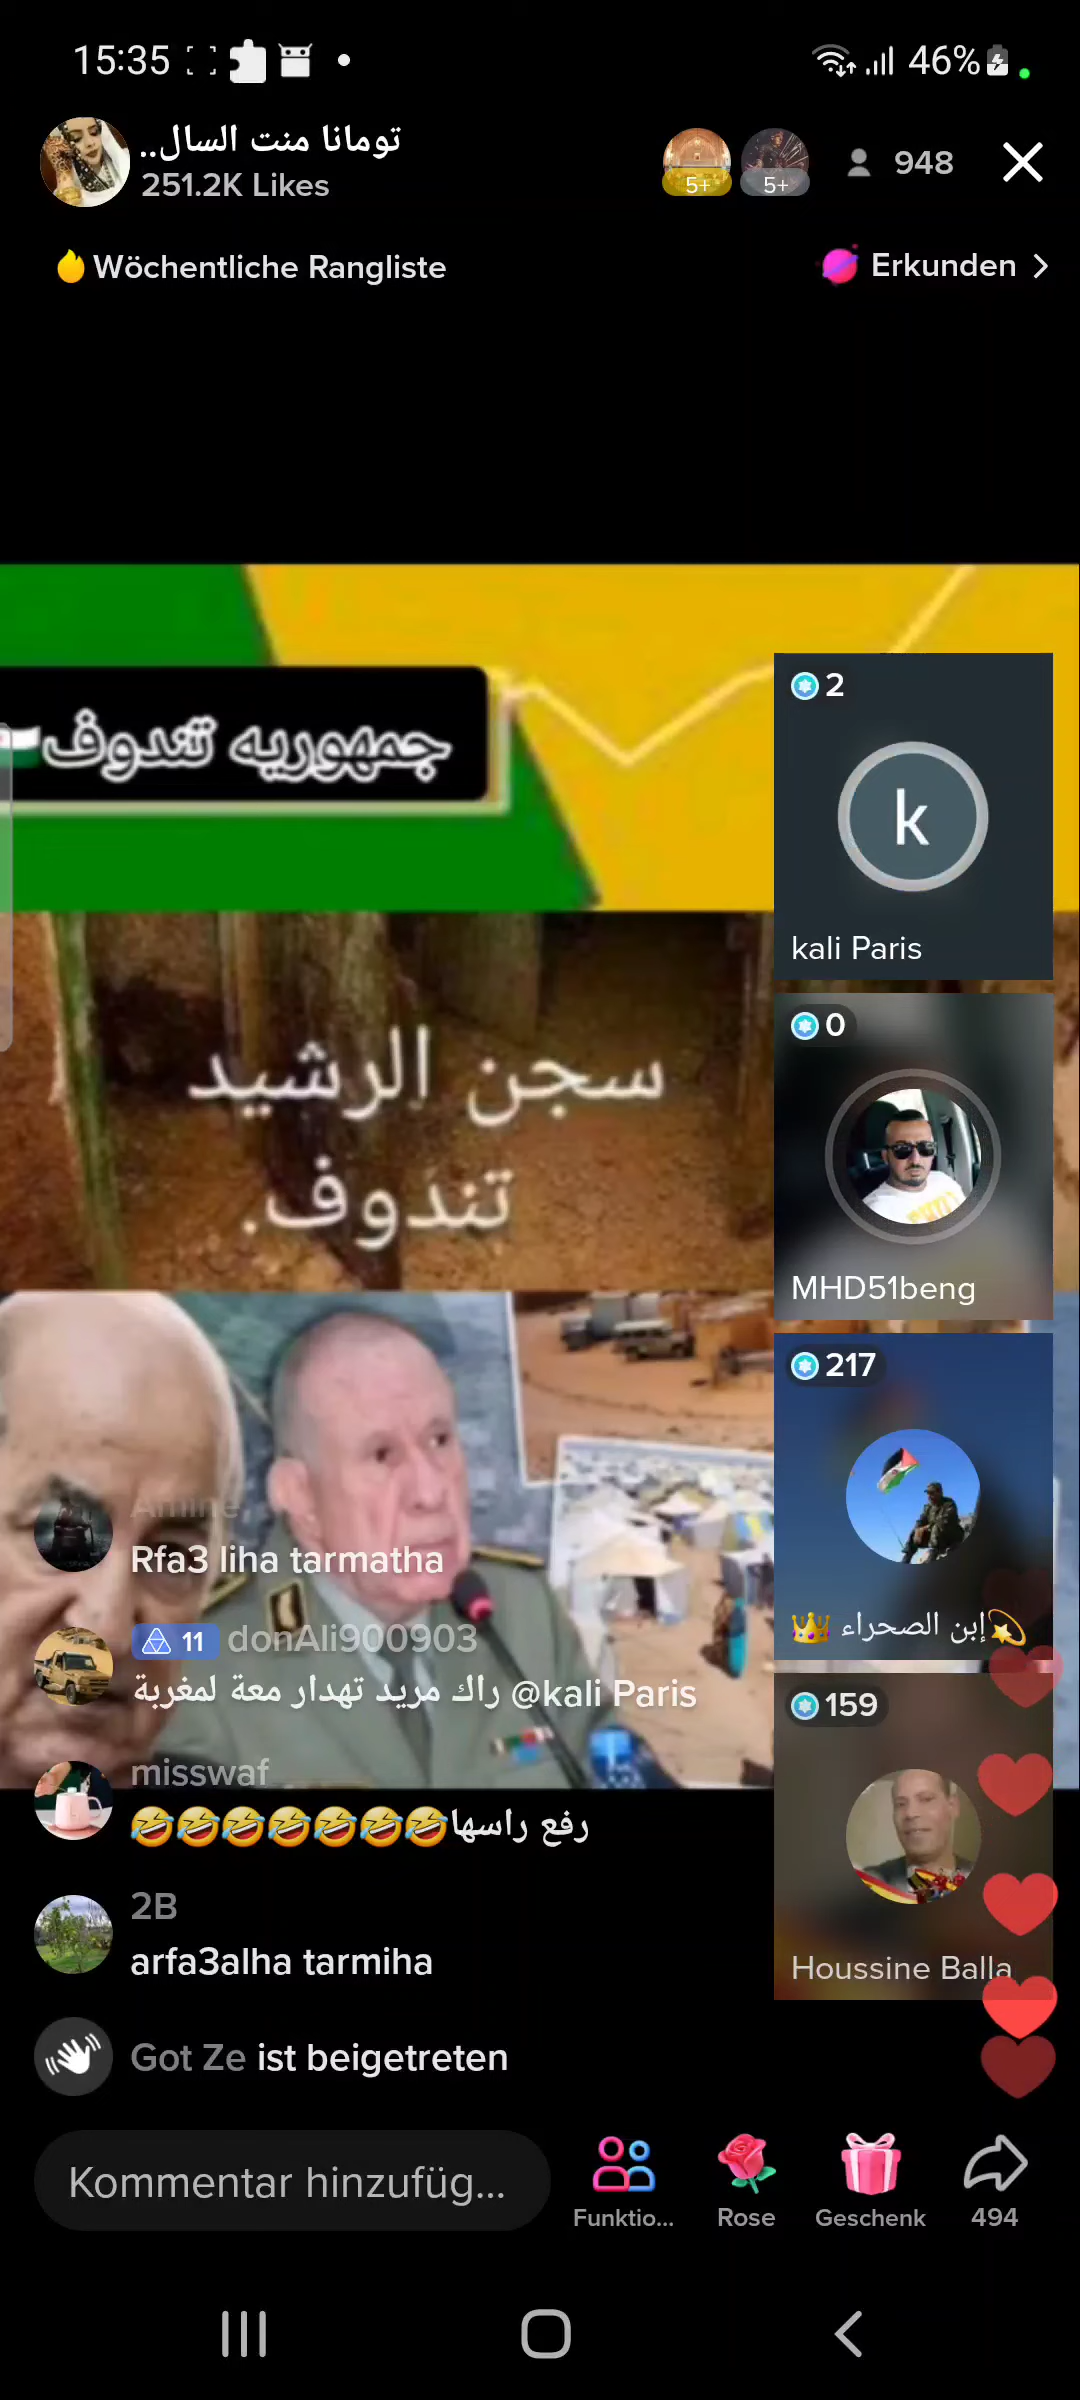 15:35
46%
تومانا منت السال..
251.2K Likes
5+
5+
948
Wöchentliche Rangliste
Erkunden
جمهوريه تندوف
2
k
kali Paris
سجن الرشيد
تندوف.
0
MHD51beng
217
إبن الصحراء
159
Houssine Balla
Amine,
Rfa3 liha tarmatha
11 donAli900903
@kali Paris راك مريد تهدار معة لمغربة
misswaf
رفع راسها🤣🤣🤣🤣🤣🤣🤣
2B
arfa3alha tarmiha
Got Ze ist beigetreten
Kommentar hinzufüg...
Funktio...
Rose
Geschenk
494